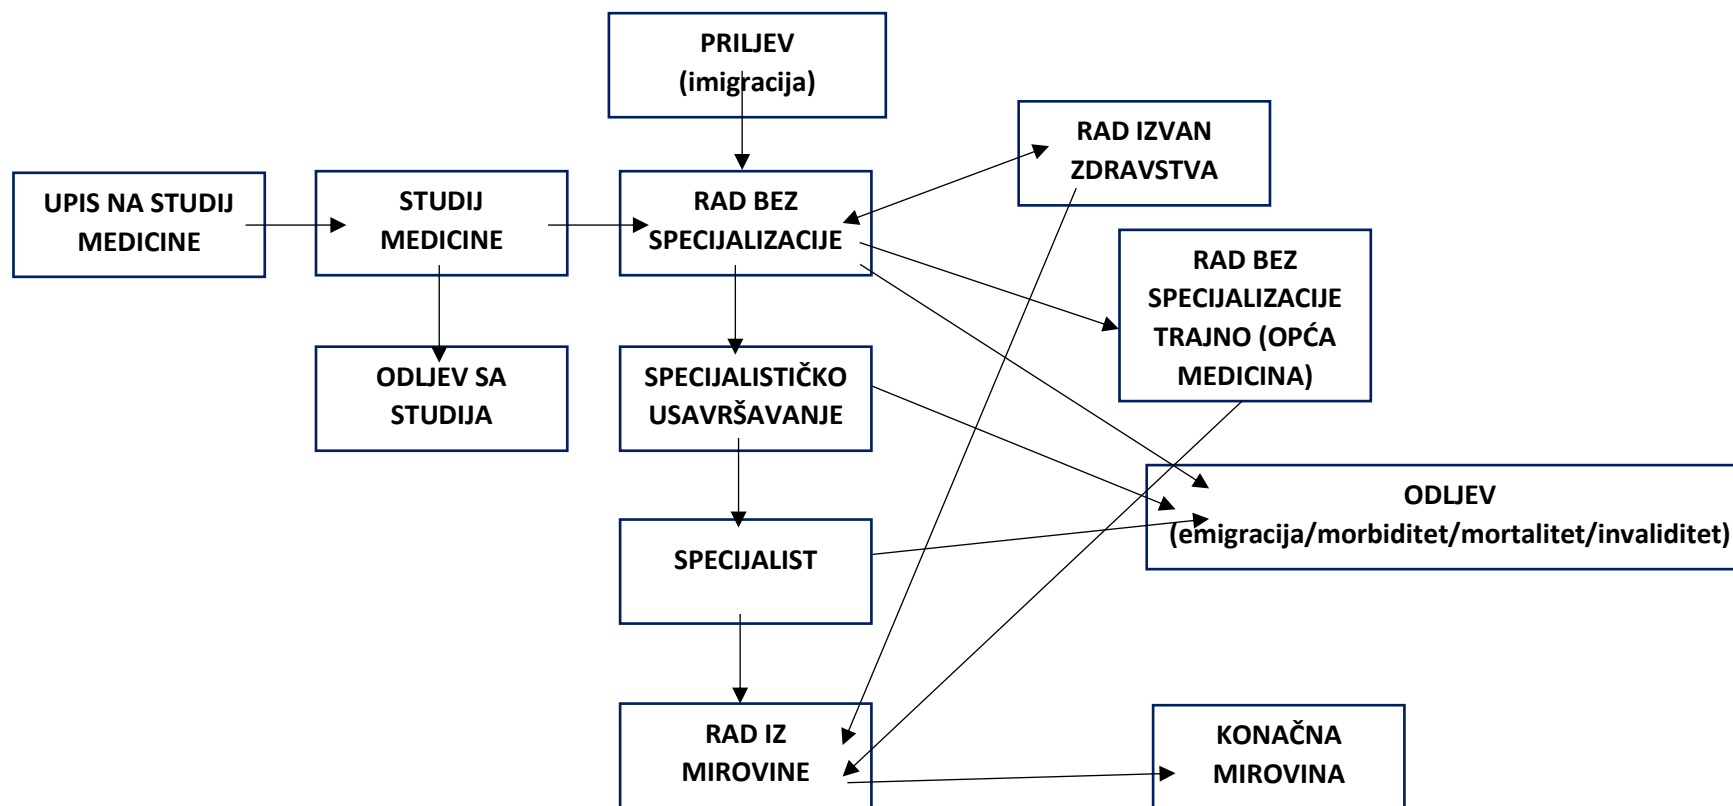 PRILJEV
(imigracija)
RAD IZVAN
ZDRAVSTVA
UPIS NA STUDIJ
MEDICINE
STUDIJ
MEDICINE
RAD BEZ
SPECIJALIZACIJE
RAD BEZ
SPECIJALIZACIJE
TRAJNO (OPĆA
MEDICINA)
ODLJEV SA
STUDIJA
SPECIJALISTIČKO
USAVRŠAVANJE
ODLJEV
(emigracija/morbiditet/mortalitet/invaliditet)
SPECIJALIST
RAD IZ
MIROVINE
KONAČNA
MIROVINA